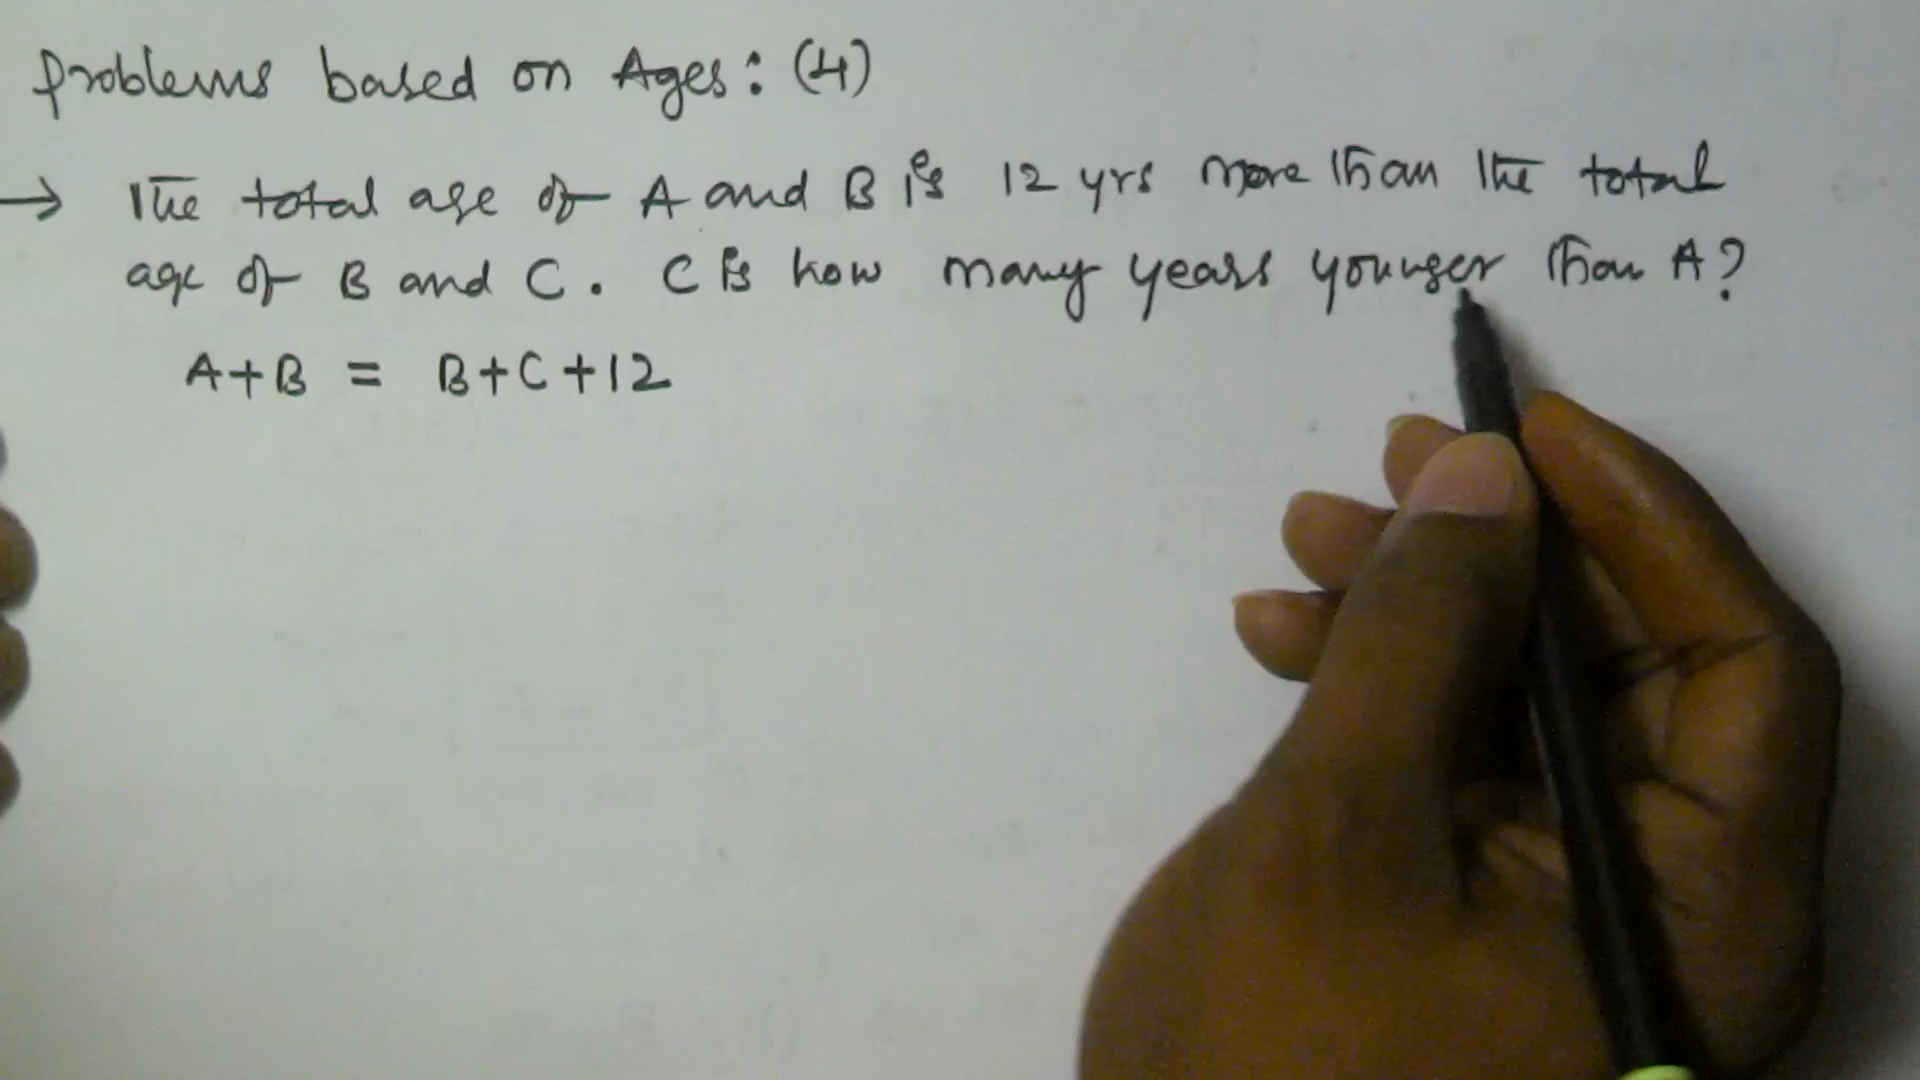 Problems based on Ages: (4)
→ The total age of A and B is 12 yrs more than the total
age of B and C. C is how many years younger than A?
A+B = B+C+12